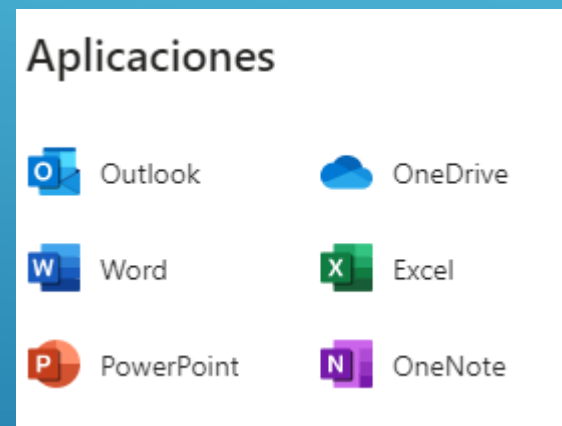 Aplicaciones
O Outlook OneDrive
W Word X Excel
P PowerPoint N OneNote